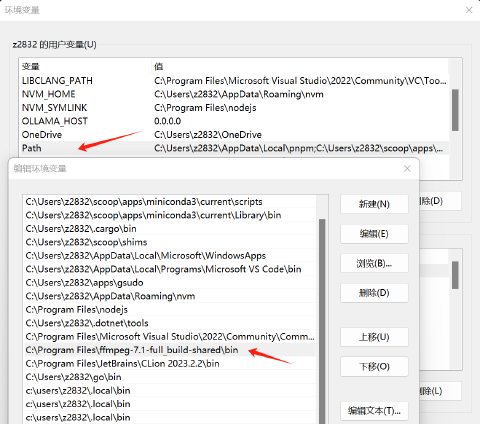 环境变量
z2832 的用户变量(U)
变量 值
LIBCLANG_PATH C:\Program Files\Microsoft Visual Studio\2022\Community\VC\Too...
NVM_HOME C:\Users\z2832\AppData\Roaming\nvm
NVM_SYMLINK C:\Program Files\nodejs
OLLAMA_HOST 0.0.0.0
OneDrive C:\Users\z2832\OneDrive
Path C:\Users\z2832\AppData\Local\pnpm;C:\Users\z2832\scoop\apps\...
编辑环境变量
C:\Users\z2832\scoop\apps\miniconda3\current\scripts
C:\Users\z2832\scoop\apps\miniconda3\current\Library\bin
C:\Users\z2832\.cargo\bin
C:\Users\z2832\scoop\shims
C:\Users\z2832\AppData\Local\Microsoft\WindowsApps
C:\Users\z2832\AppData\Local\Programs\Microsoft VS Code\bin
C:\Users\z2832\apps\gsudo
C:\Users\z2832\AppData\Roaming\nvm
C:\Program Files\nodejs
C:\Users\z2832\.dotnet\tools
C:\Program Files\Microsoft Visual Studio\2022\Community\Comm...
C:\Program Files\ffmpeg-7.1-full_build-shared\bin
C:\Program Files\JetBrains\CLion 2023.2.2\bin
C:\Users\z2832\go\bin
c:\users\z2832\.local\bin
C:\Users\z2832\.local\bin
c:\Users\z2832\.local\bin
新建(N)
编辑(E)
浏览(B)...
删除(D)
上移(U)
下移(O)
编辑文本(T)...
删除(D)
删除(L)